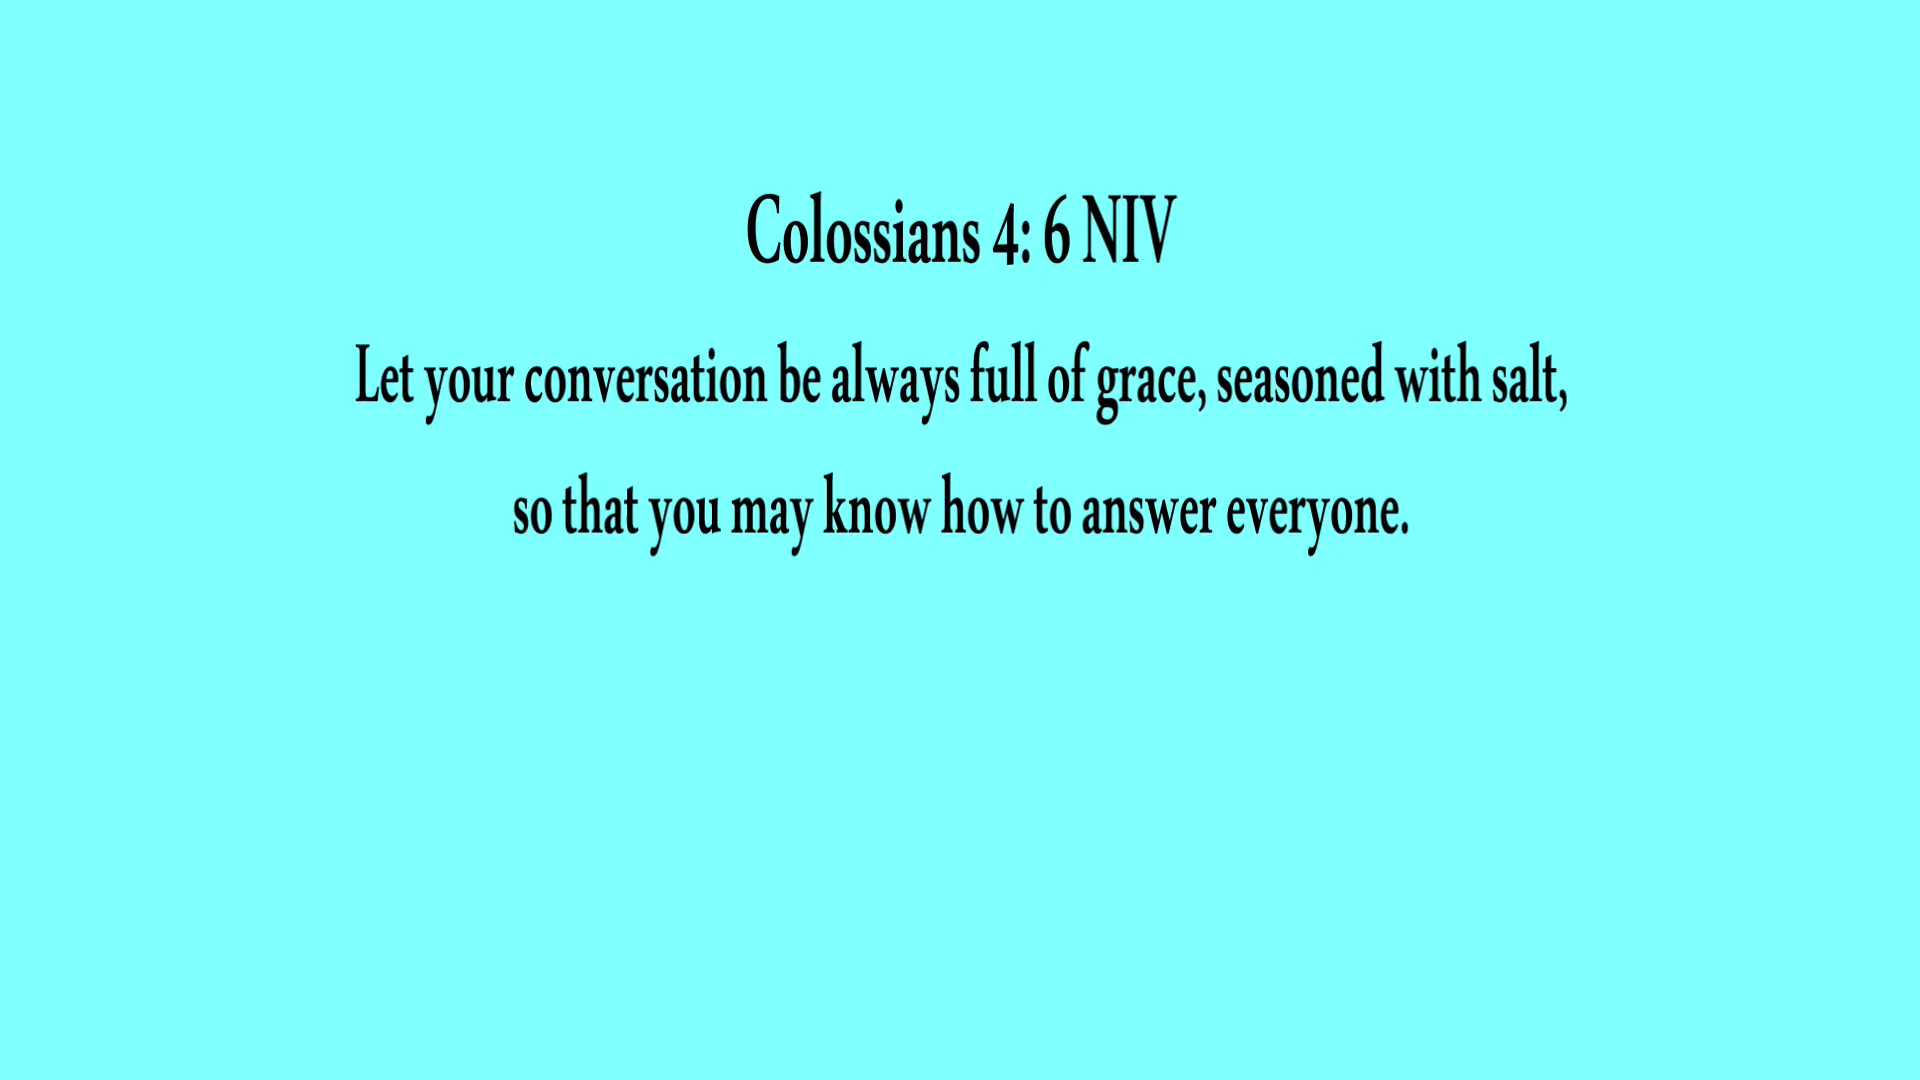 Colossians 4: 6 NIV
Let your conversation be always full of grace, seasoned with salt,
so that you may know how to answer everyone.